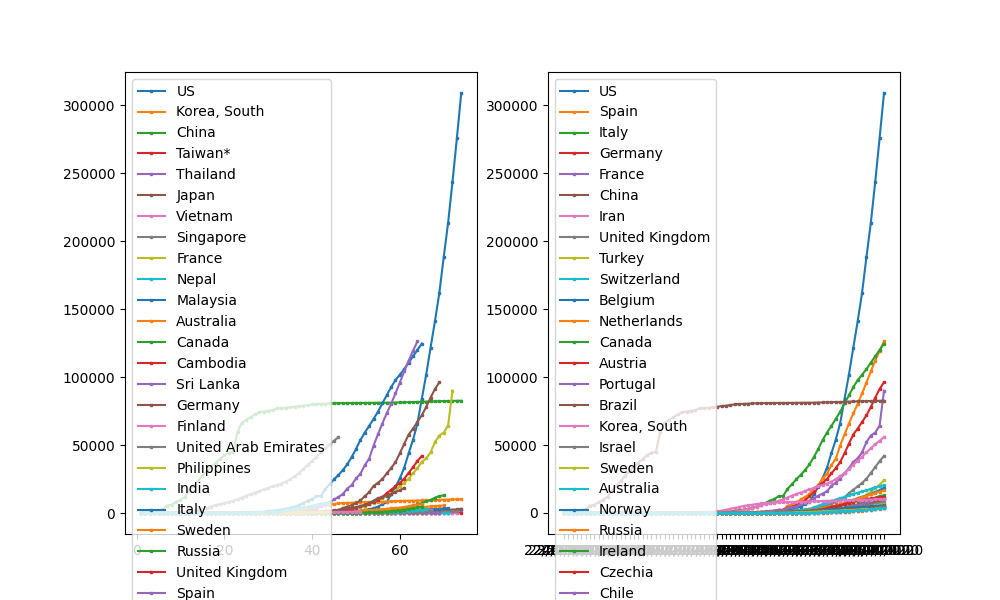 300000
250000
200000
150000
100000
50000
0
0
20
40
60
US
Korea, South
China
Taiwan*
Thailand
Japan
Vietnam
Singapore
France
Nepal
Malaysia
Australia
Canada
Cambodia
Sri Lanka
Germany
Finland
United Arab Emirates
Philippines
India
Italy
Sweden
Russia
United Kingdom
Spain
300000
250000
200000
150000
100000
50000
0
US
Spain
Italy
Germany
France
China
Iran
United Kingdom
Turkey
Switzerland
Belgium
Netherlands
Canada
Austria
Portugal
Brazil
Korea, South
Israel
Sweden
Australia
Norway
Russia
Ireland
Czechia
Chile